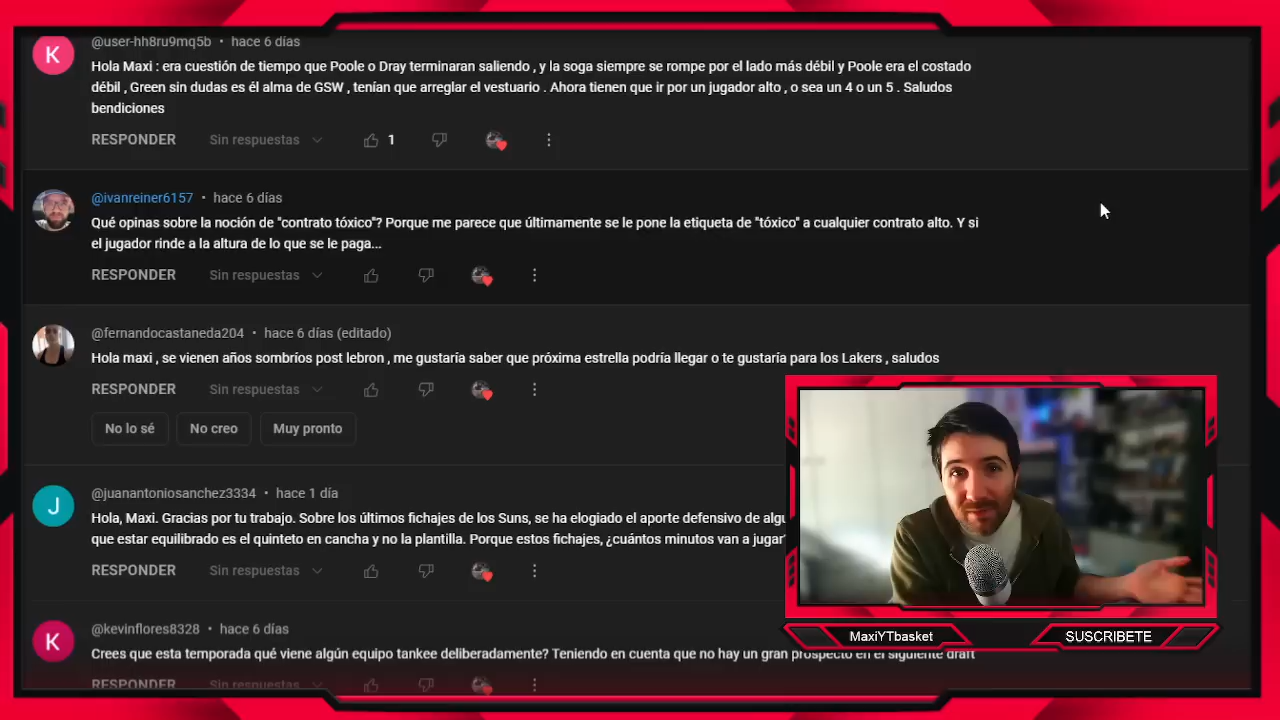 K
@user-hh8ru9mq5b • hace 6 días
Hola Maxi : era cuestión de tiempo que Poole o Dray terminaran saliendo , y la soga siempre se rompe por el lado más débil y Poole era el costado
débil , Green sin dudas es él alma de GSW , tenían que arreglar el vestuario . Ahora tienen que ir por un jugador alto , o sea un 4 o un 5 . Saludos
bendiciones
RESPONDER Sin respuestas 1
@ivanreiner6157 • hace 6 días
Qué opinas sobre la noción de "contrato tóxico"? Porque me parece que últimamente se le pone la etiqueta de "tóxico" a cualquier contrato alto. Y si
el jugador rinde a la altura de lo que se le paga...
RESPONDER Sin respuestas
@fernandocastaneda204 • hace 6 días (editado)
Hola maxi , se vienen años sombríos post lebron , me gustaría saber que próxima estrella podría llegar o te gustaría para los Lakers , saludos
RESPONDER Sin respuestas
No lo sé No creo Muy pronto
J
@juanantoniosanchez3334 • hace 1 día
Hola, Maxi. Gracias por tu trabajo. Sobre los últimos fichajes de los Suns, se ha elogiado el aporte defensivo de
que estar equilibrado es el quinteto en cancha y no la plantilla. Porque estos fichajes, ¿cuántos minutos van a jugar
RESPONDER Sin respuestas
K
@kevinflores8328 • hace 6 días
Crees que esta temporada qué viene algún equipo tankee deliberadamente? Teniendo en cuenta que no hay un gran prospecto en el siguiente draft
RESPONDER Sin respuestas
MaxiYTbasket SUSCRIBETE